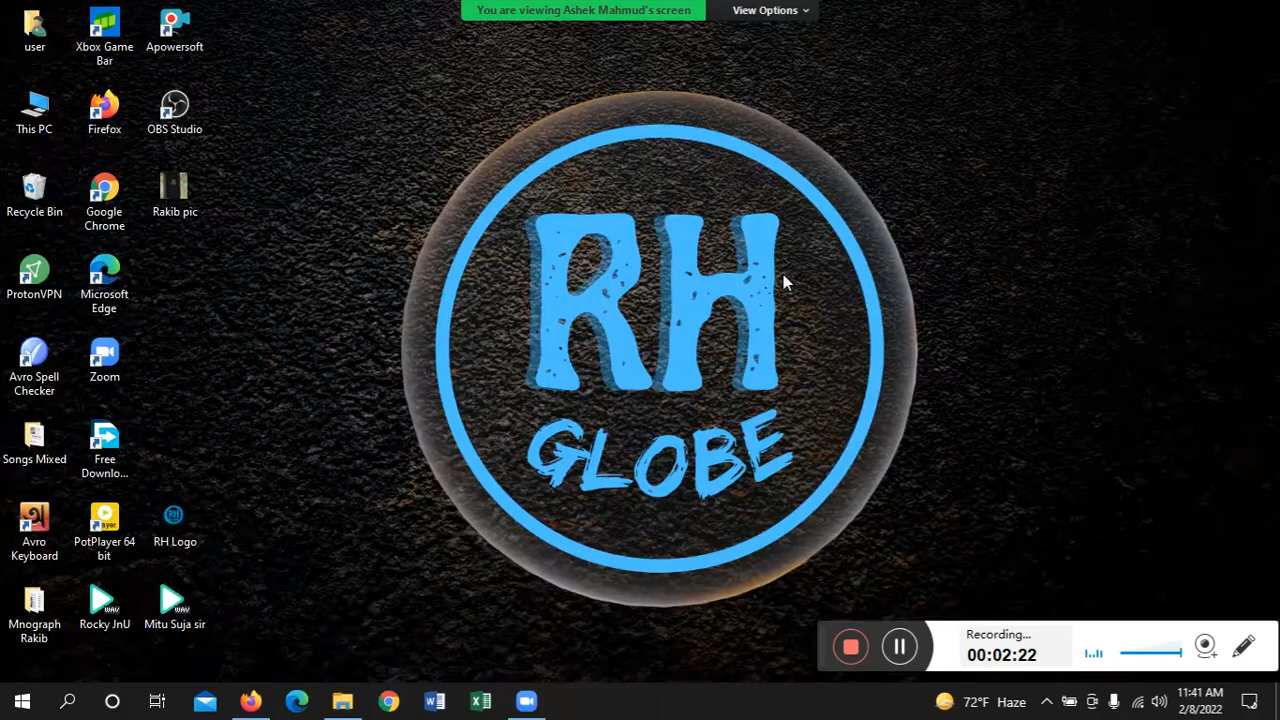 You are viewing Ashek Mahmud's screen
View Options
user
Xbox Game
Bar
Apowersoft
This PC
Firefox
OBS Studio
Recycle Bin
Google
Chrome
Rakib pic
ProtonVPN
Microsoft
Edge
Avro Spell
Checker
Zoom
Songs Mixed
Free
Downlo...
Avro
Keyboard
PotPlayer 64
bit
RH Logo
Mnograph
Rakib
Rocky JnU
Mitu Suja sir
RH
GLOBE
Recording...
00:02:22
72°F Haze
11:41 AM
2/8/2022